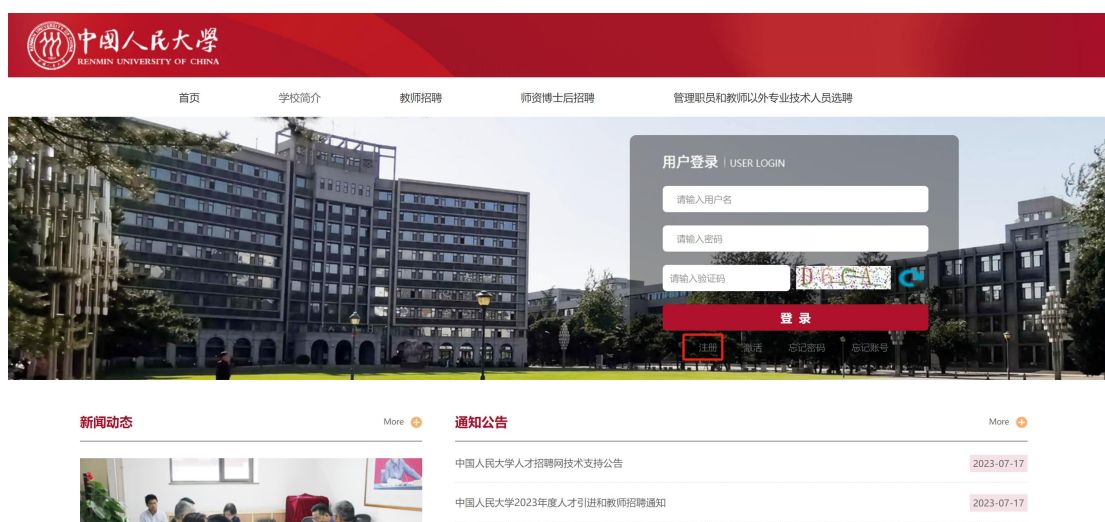 中国人民大学
RENMIN UNIVERSITY OF CHINA
首页 学校简介 教师招聘 师资博士后招聘 管理职员和教师以外专业技术人员选聘
用户登录 | USER LOGIN
请输入用户名
请输入密码
请输入验证码
登 录
注册 激活 忘记密码 忘记账号
新闻动态 More
通知公告 More
中国人民大学人才招聘网技术支持公告 2023-07-17
中国人民大学2023年度人才引进和教师招聘通知 2023-07-17